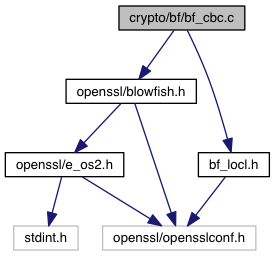 crypto/bf/bf_cbc.c
openssl/blowfish.h
openssl/e_os2.h
bf_locl.h
stdint.h
openssl/opensslconf.h